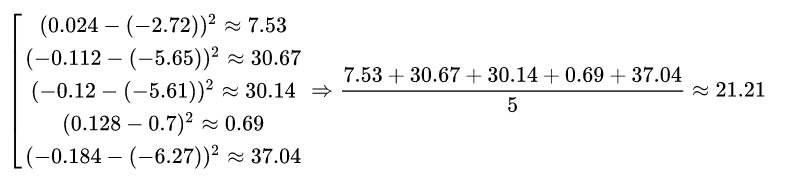 (0.024 − (−2.72))² ≈ 7.53
(−0.112 − (−5.65))² ≈ 30.67
(−0.12 − (−5.61))² ≈ 30.14
(0.128 − 0.7)² ≈ 0.69
(−0.184 − (−6.27))² ≈ 37.04
⇒ (7.53 + 30.67 + 30.14 + 0.69 + 37.04) / 5 ≈ 21.21